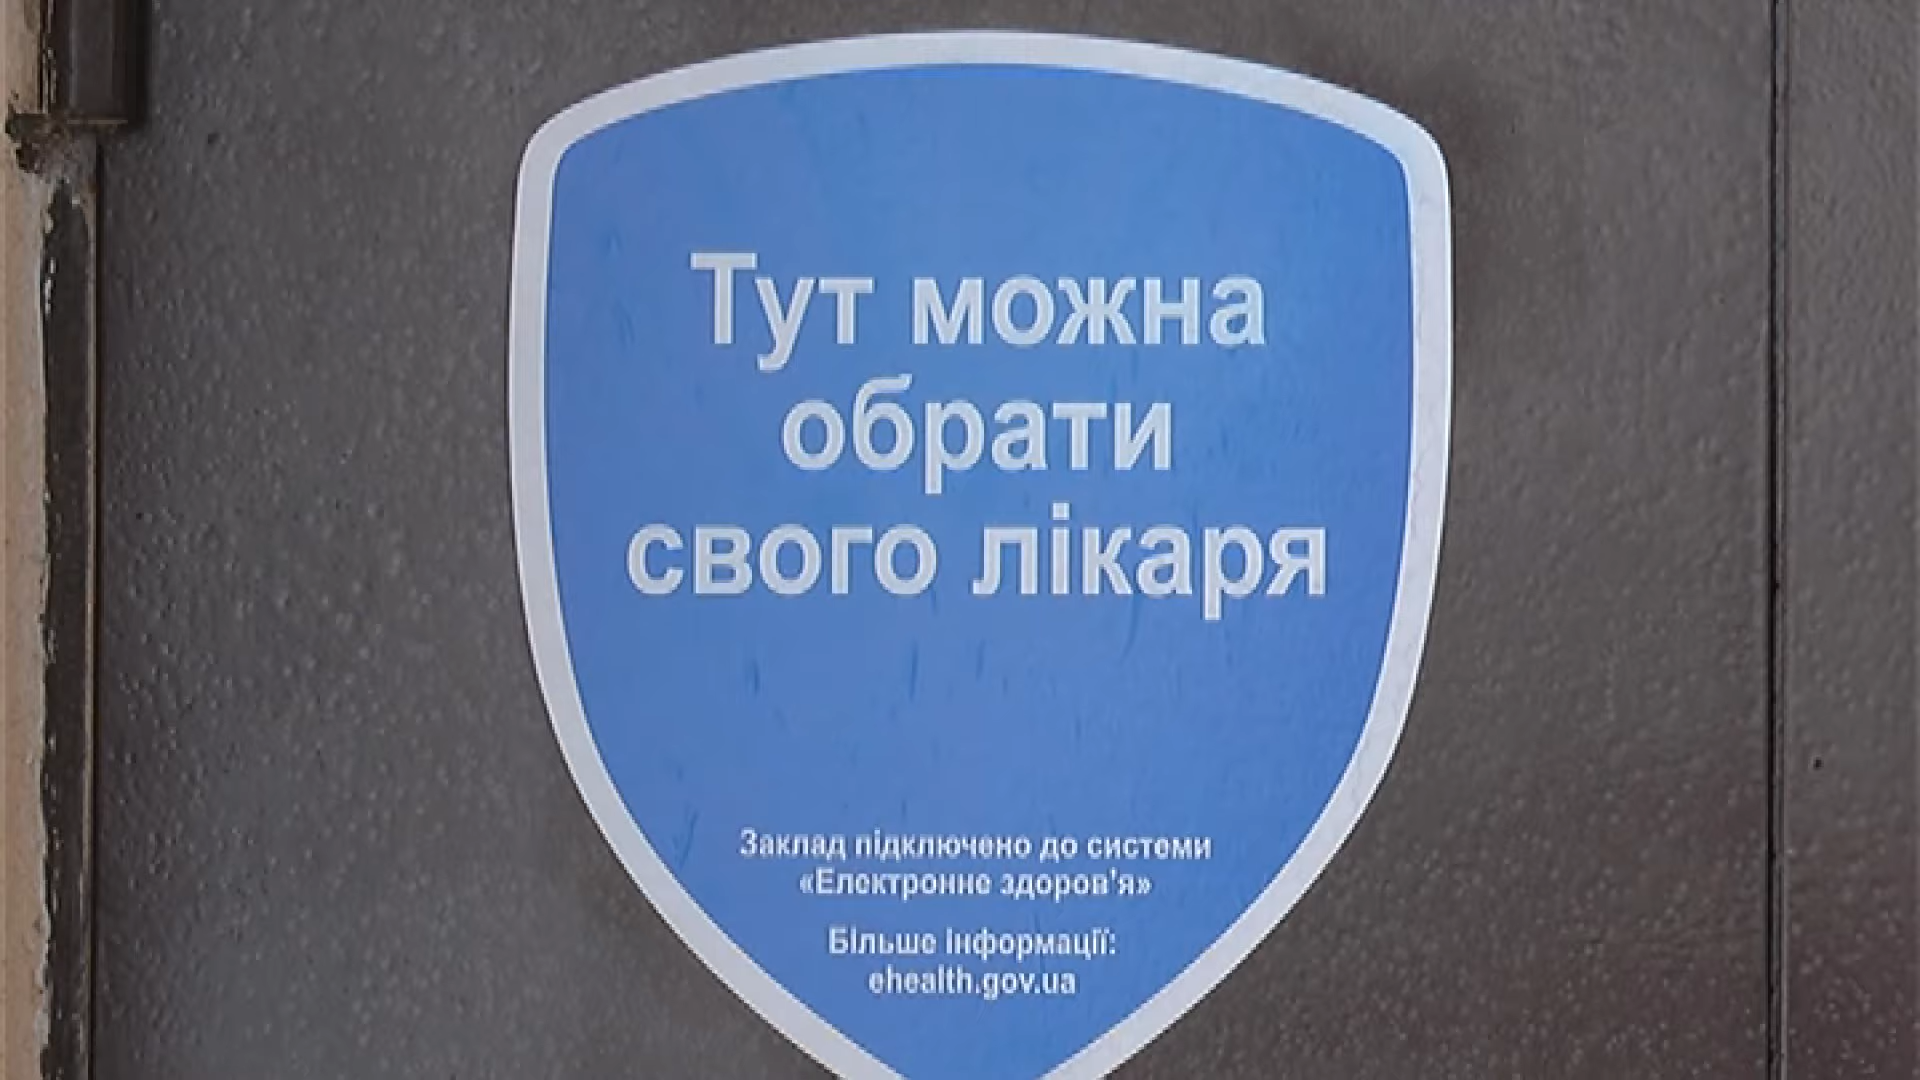 Тут можна
обрати
свого лікаря
Заклад підключено до системи
«Електронне здоров'я»
Більше інформації:
ehealth.gov.ua